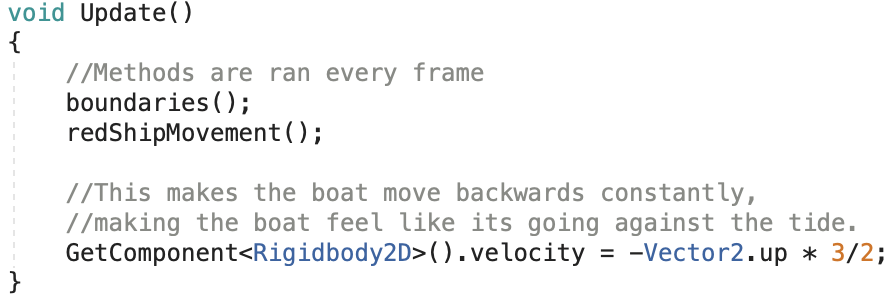 void Update()
{
    //Methods are ran every frame
    boundaries();
    redShipMovement();

    //This makes the boat move backwards constantly,
    //making the boat feel like its going against the tide.
    GetComponent<Rigidbody2D>().velocity = -Vector2.up * 3/2;
}